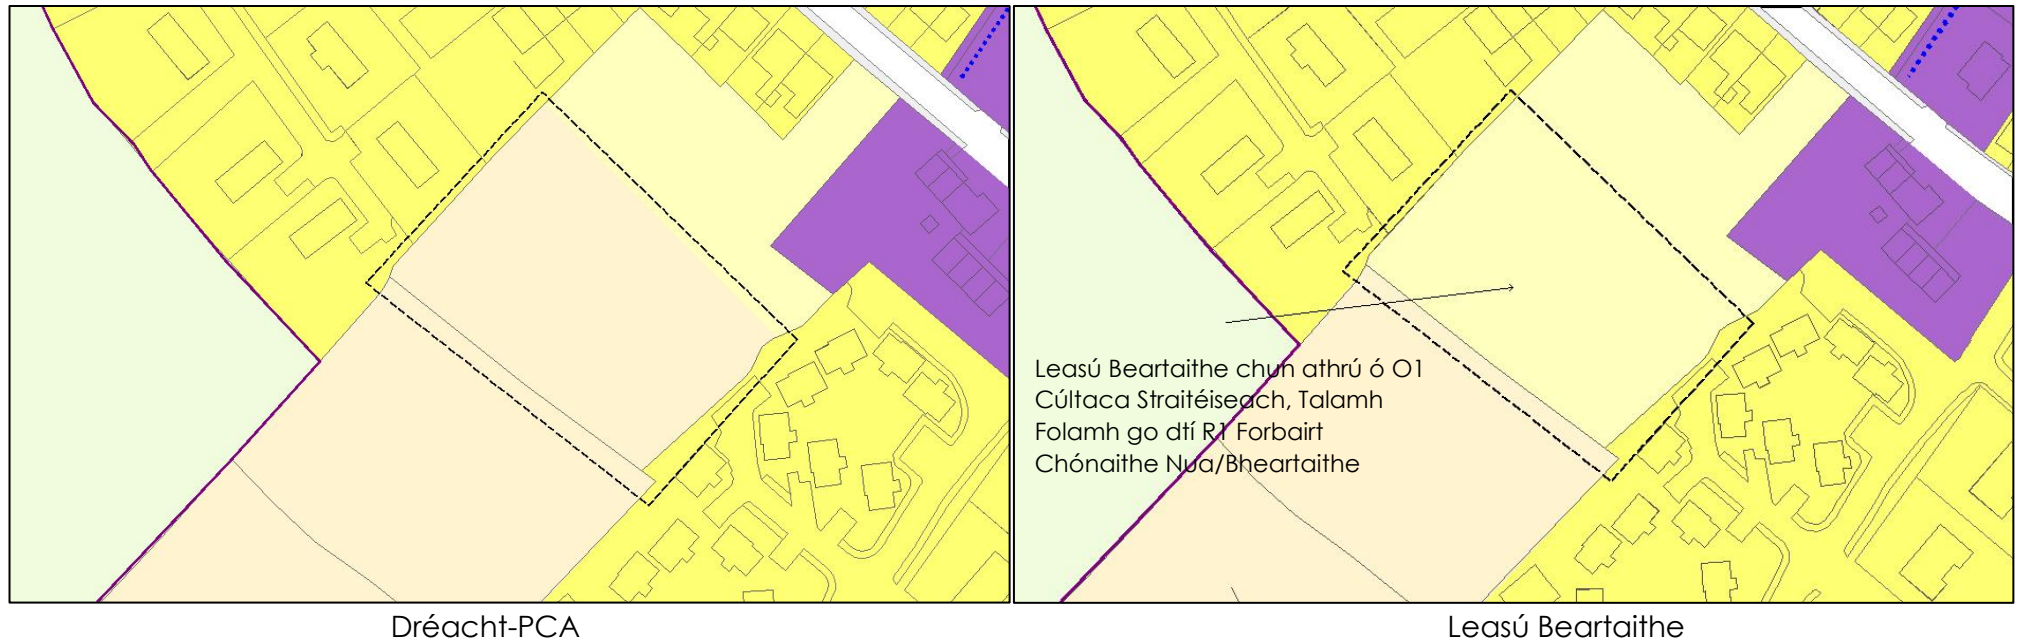 Leasú Beartaithe chun athrú ó O1
Cúltaca Straitéiseach, Talamh
Folamh go dtí R1 Forbairt
Chónaithe Nua/Bheartaithe
Dréacht-PCA
Leasú Beartaithe